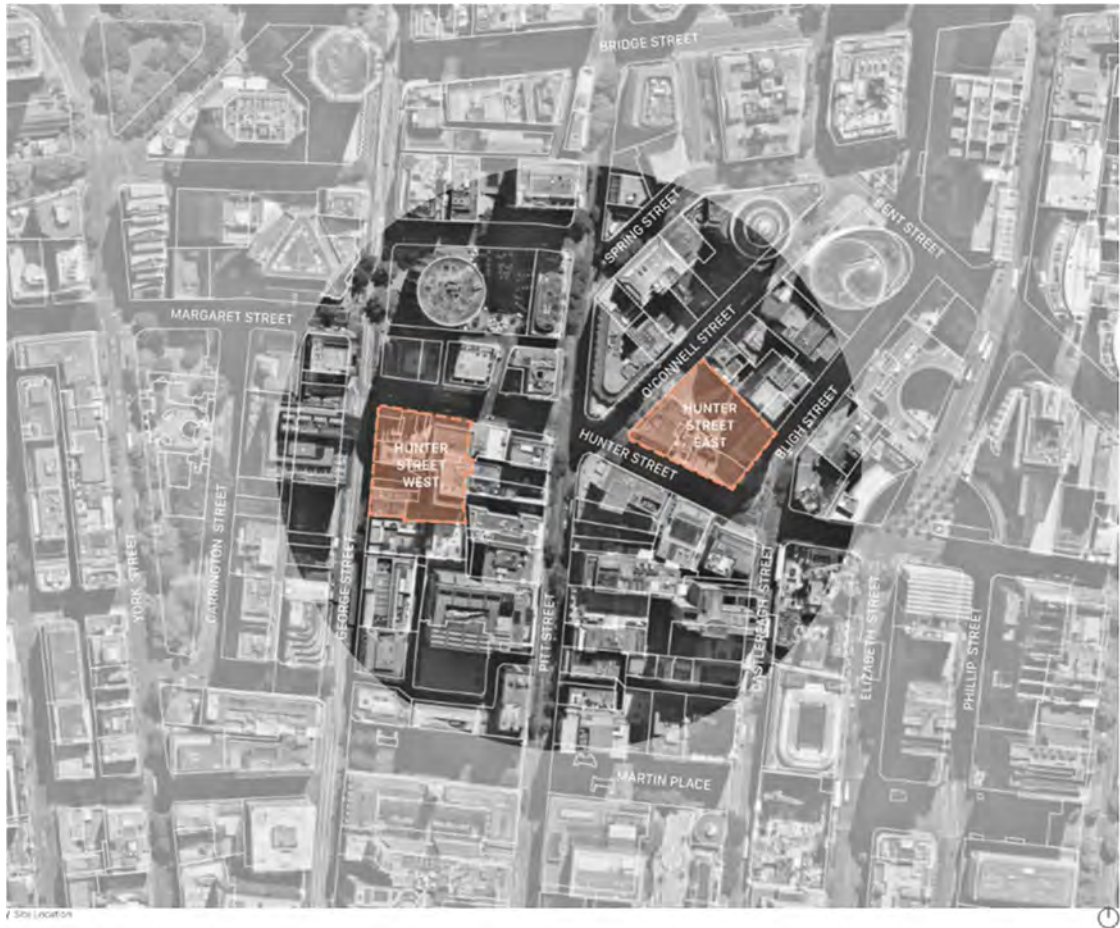 BRIDGE STREET
SPRING STREET
BENT STREET
MARGARET STREET
O'CONNELL STREET
HUNTER
STREET
EAST
BLIGH STREET
HUNTER STREET
HUNTER
STREET
WEST
YORK STREET
CARRINGTON STREET
GEORGE STREET
PITT STREET
CASTLEREAGH STREET
ELIZABETH STREET
PHILLIP STREET
MARTIN PLACE
/ Site Location